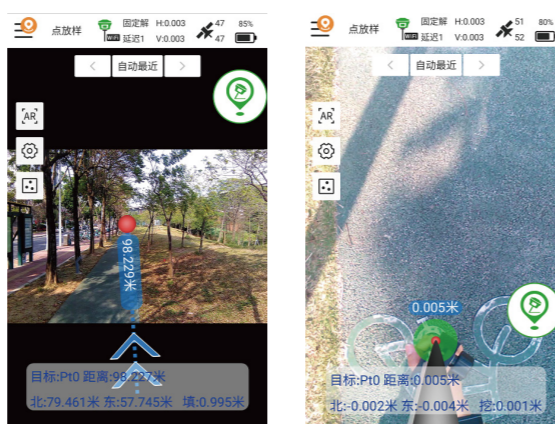 点放样
固定解 H:0.003
WiFi 延迟1 V:0.003
47
47
85%
自动最近
AR
98.229米
目标:Pt0 距离:98.227米
北:79.461米 东:57.745米 填:0.995米
点放样
固定解 H:0.003
WiFi 延迟1 V:0.003
51
52
80%
自动最近
AR
0.005米
目标:Pt0 距离:0.005米
北:-0.002米 东:-0.004米 挖:0.001米